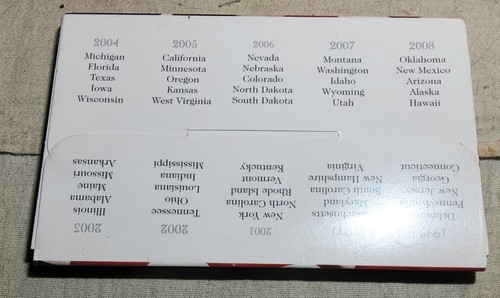 2004
Michigan
Florida
Texas
Iowa
Wisconsin
2005
California
Minnesota
Oregon
Kansas
West Virginia
2006
Nevada
Nebraska
Colorado
North Dakota
South Dakota
2007
Montana
Washington
Idaho
Wyoming
Utah
2008
Oklahoma
New Mexico
Arizona
Alaska
Hawaii
1999
Delaware
Pennsylvania
New Jersey
Georgia
Connecticut
2000
Massachusetts
Maryland
South Carolina
New Hampshire
Virginia
2001
New York
North Carolina
Rhode Island
Vermont
Kentucky
2002
Tennessee
Ohio
Louisiana
Indiana
Mississippi
2003
Illinois
Alabama
Maine
Missouri
Arkansas